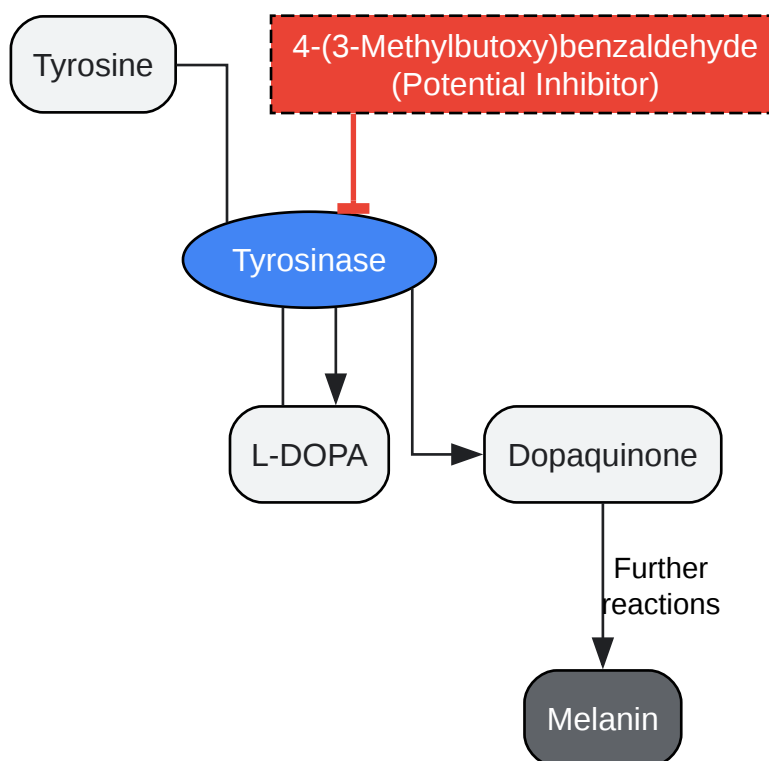 Tyrosine
4-(3-Methylbutoxy)benzaldehyde
(Potential Inhibitor)
Tyrosinase
L-DOPA
Dopaquinone
Further
reactions
Melanin